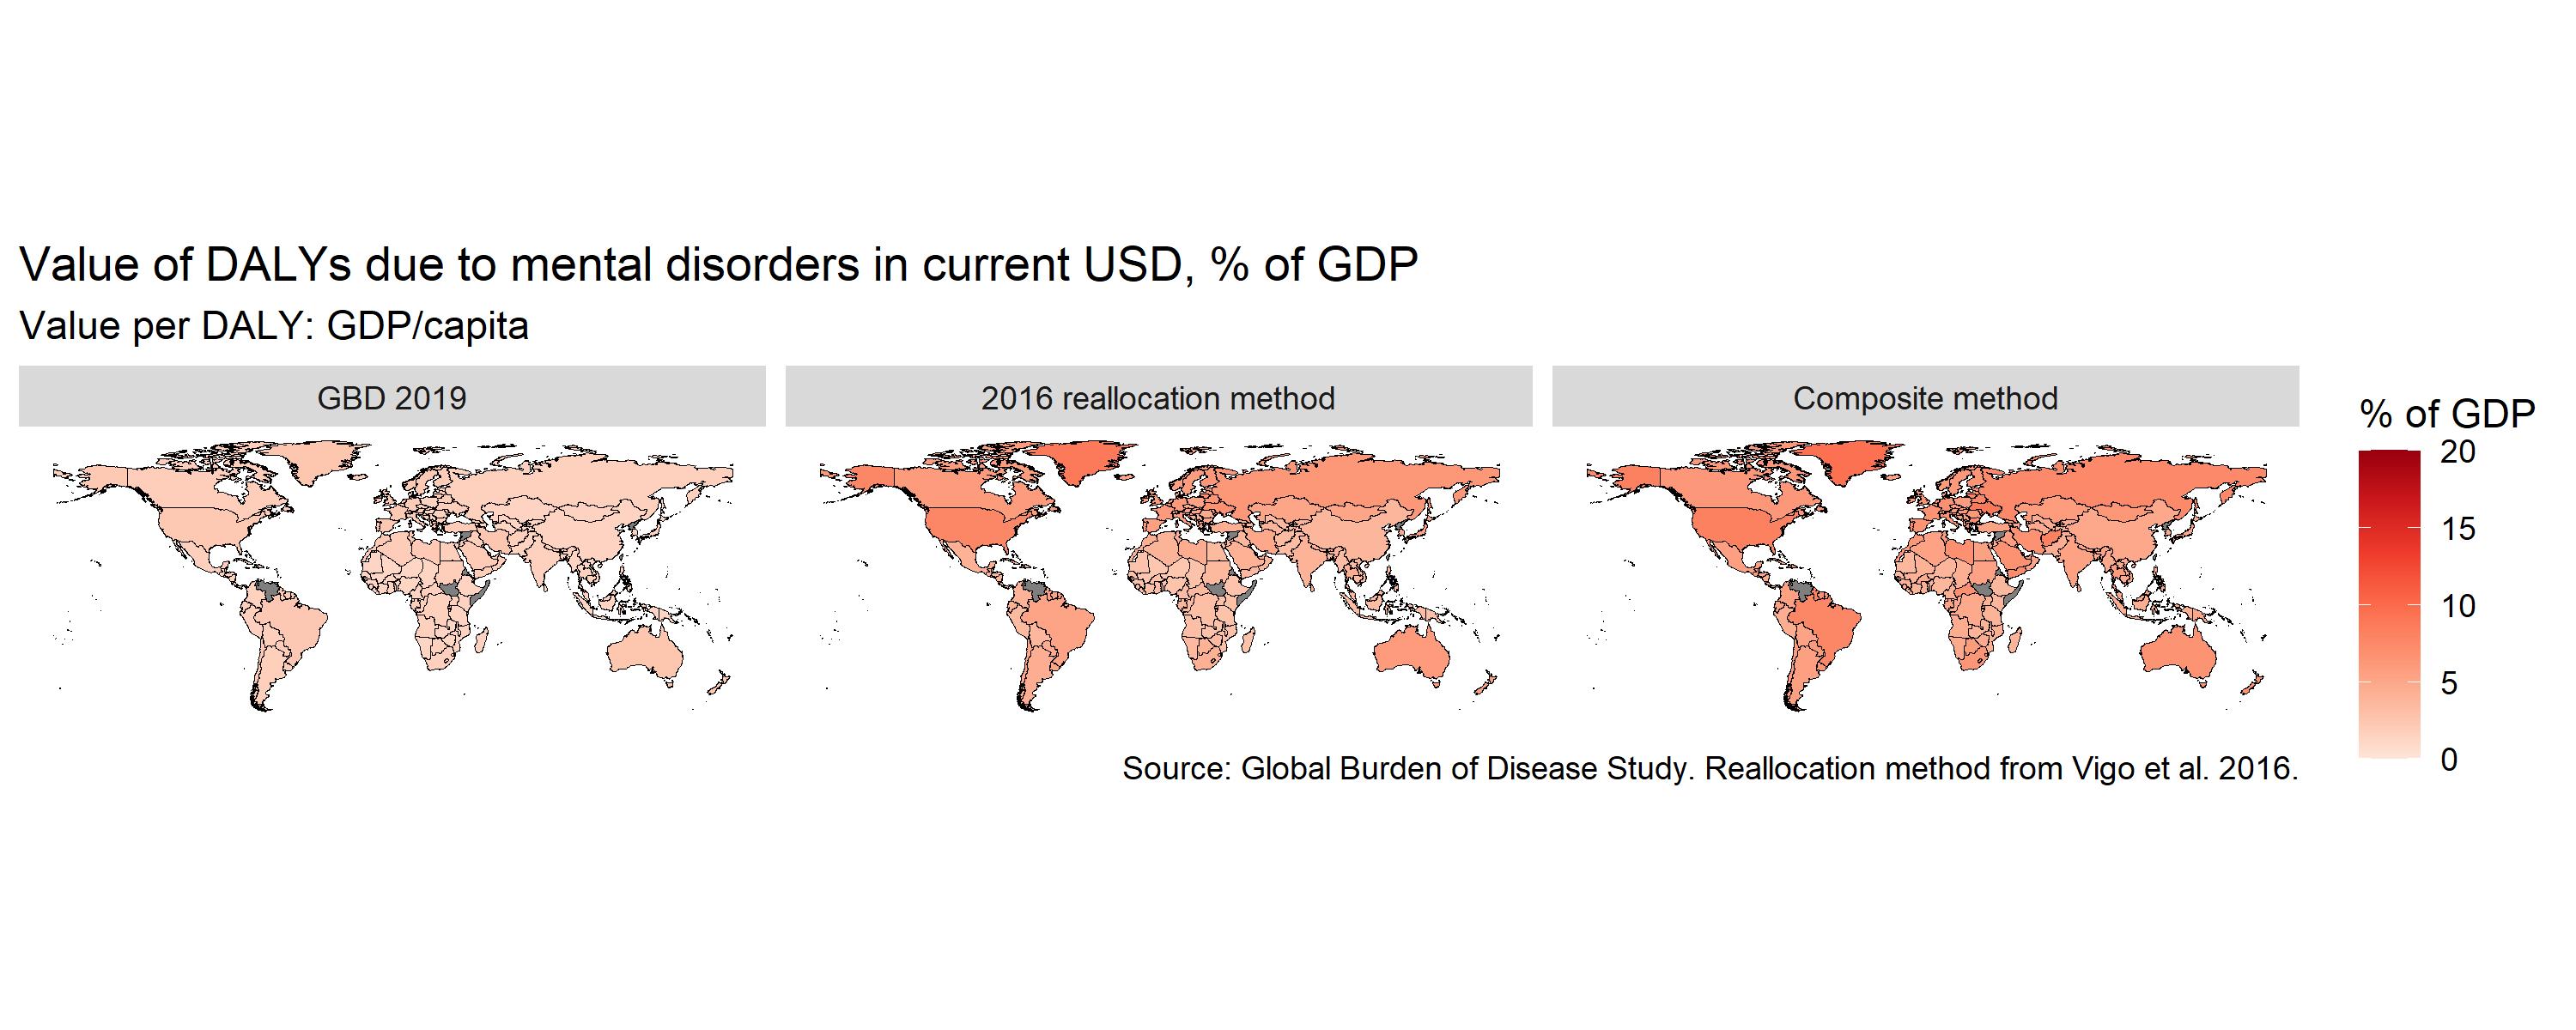 Value of DALYs due to mental disorders in current USD, % of GDP
Value per DALY: GDP/capita
GBD 2019
2016 reallocation method
Composite method
% of GDP
20
15
10
5
0
Source: Global Burden of Disease Study. Reallocation method from Vigo et al. 2016.